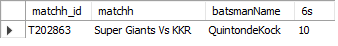 matchh_id matchh batsmanName 6s
T202863 Super Giants Vs KKR QuintondeKock 10